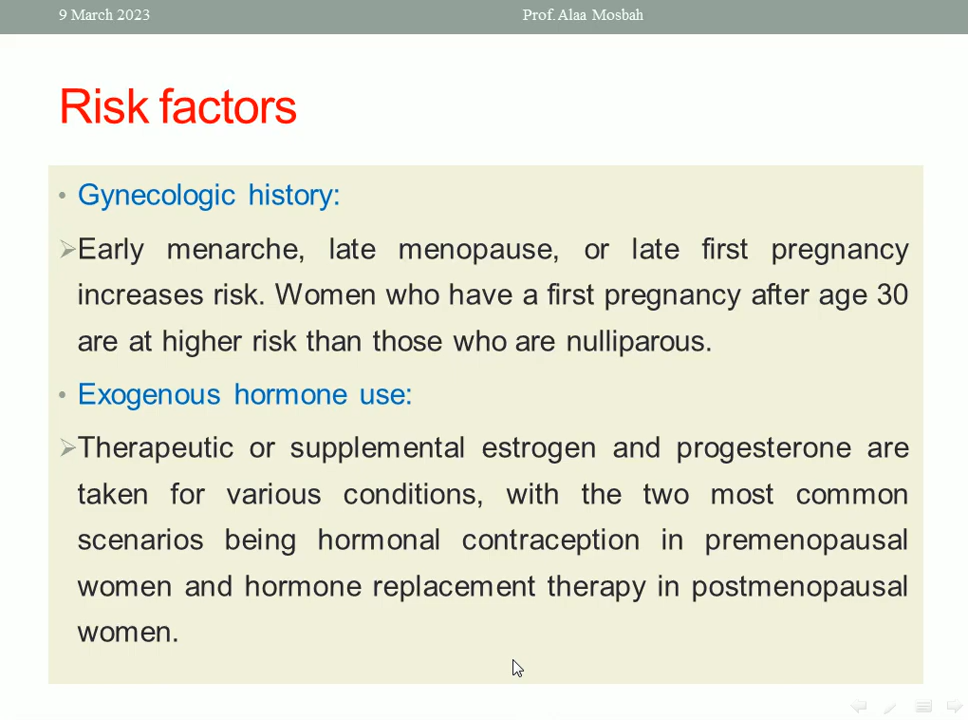 9 March 2023 Prof. Alaa Mosbah
Risk factors
• Gynecologic history:
➢Early menarche, late menopause, or late first pregnancy
increases risk. Women who have a first pregnancy after age 30
are at higher risk than those who are nulliparous.
• Exogenous hormone use:
➢Therapeutic or supplemental estrogen and progesterone are
taken for various conditions, with the two most common
scenarios being hormonal contraception in premenopausal
women and hormone replacement therapy in postmenopausal
women.